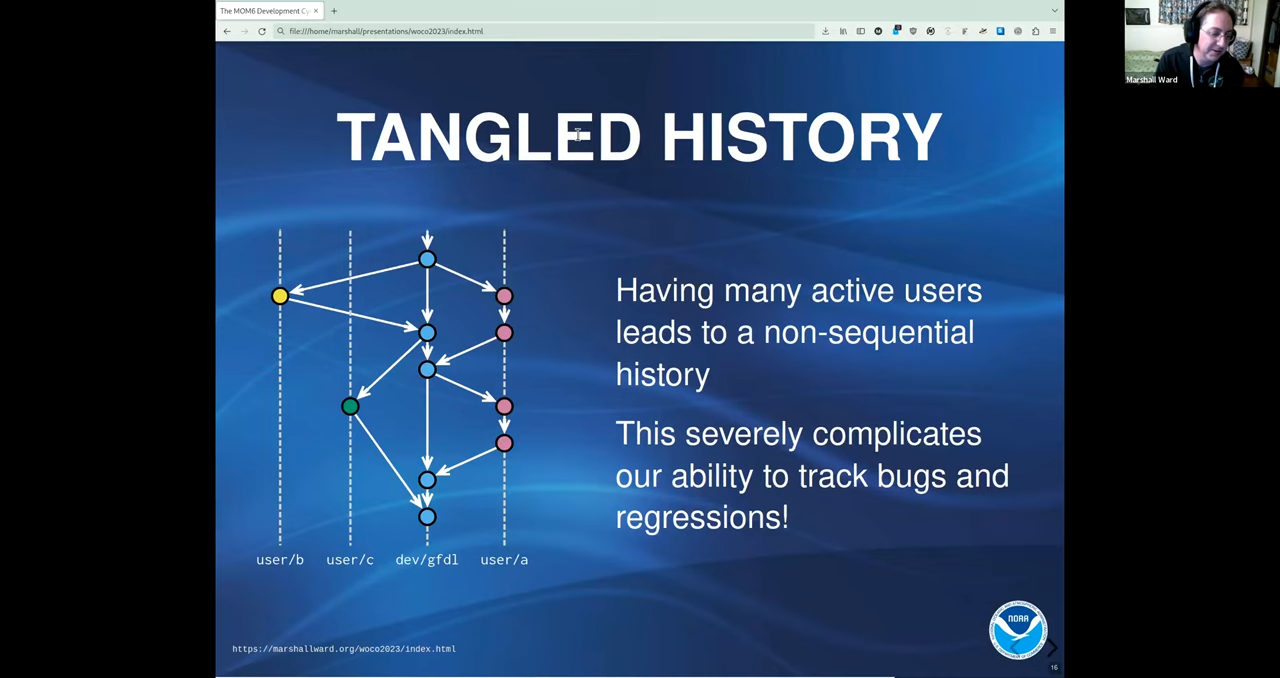 The MOM6 Development Cy
file:///home/marshall/presentations/woco2023/index.html
Marshall Ward
TANGLED HISTORY
Having many active users
leads to a non-sequential
history
This severely complicates
our ability to track bugs and
regressions!
user/b user/c dev/gfdl user/a
https://marshallward.org/woco2023/index.html
NOAA
16